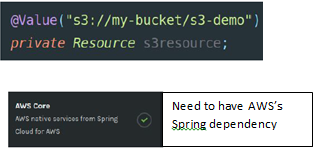 @Value("s3://my-bucket/s3-demo")
private Resource s3resource;
AWS Core
AWS native services from Spring
Cloud for AWS
Need to have AWS's
Spring dependency